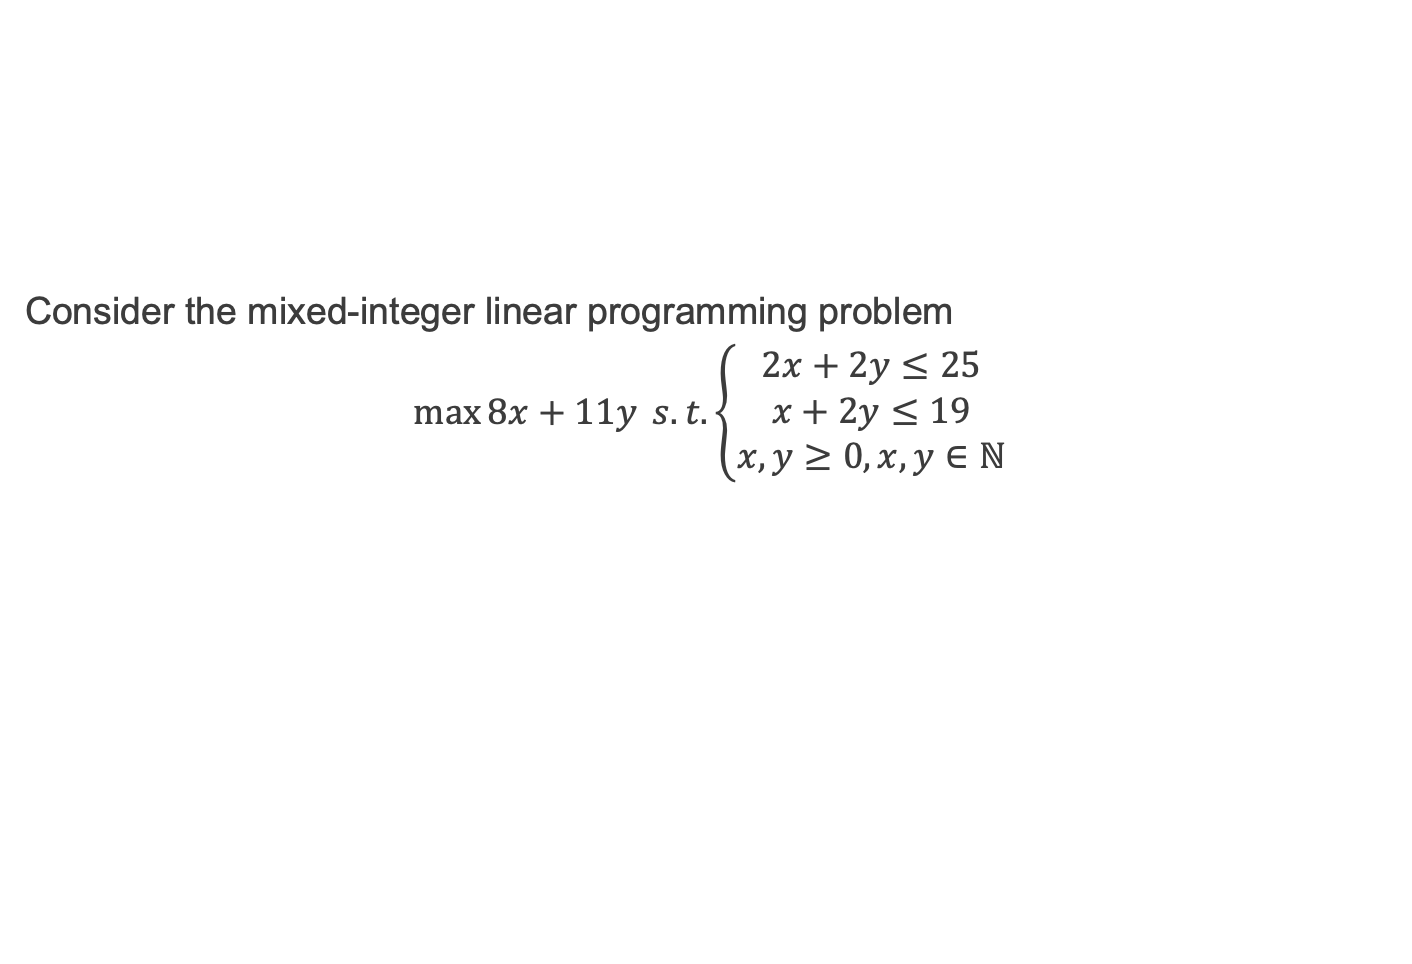 Consider the mixed-integer linear programming problem
2x + 2y ≤ 25
max 8x + 11y s.t. { x + 2y ≤ 19
x, y ≥ 0, x, y ∈ ℕ